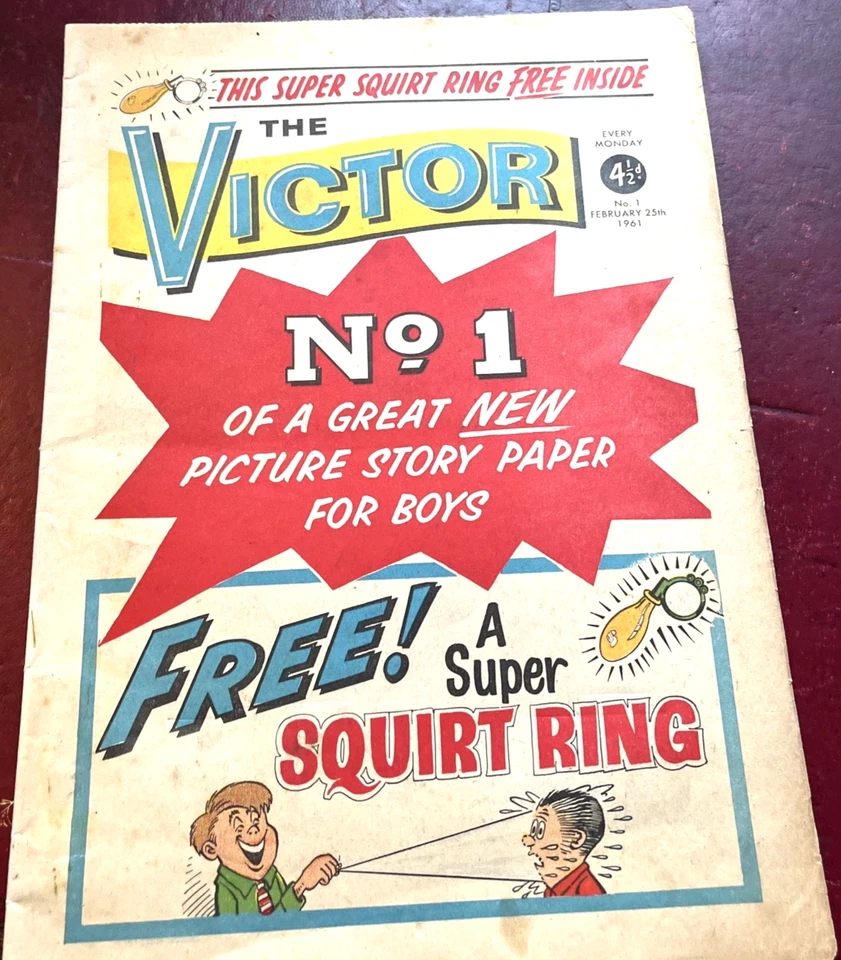 THIS SUPER SQUIRT RING FREE INSIDE
THE
VICTOR
EVERY
MONDAY
4½d.
No. 1
FEBRUARY 25th
1961
No 1
OF A GREAT NEW
PICTURE STORY PAPER
FOR BOYS
FREE!
A
Super
SQUIRT RING